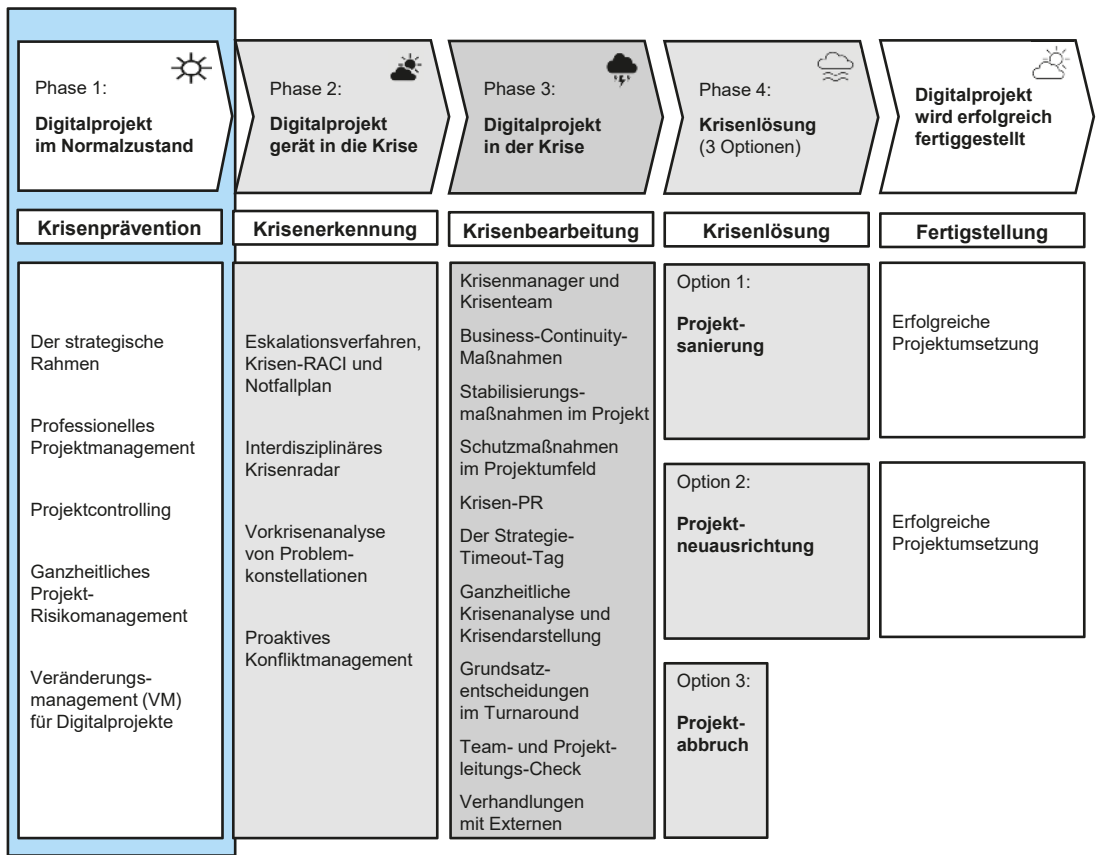 Phase 1:
Digitalprojekt
im Normalzustand
Phase 2:
Digitalprojekt
gerät in die Krise
Phase 3:
Digitalprojekt
in der Krise
Phase 4:
Krisenlösung
(3 Optionen)
Digitalprojekt
wird erfolgreich
fertiggestellt
Krisenprävention
Krisenerkennung
Krisenbearbeitung
Krisenlösung
Fertigstellung
Der strategische
Rahmen
Professionelles
Projektmanagement
Projektcontrolling
Ganzheitliches
Projekt-
Risikomanagement
Veränderungs-
management (VM)
für Digitalprojekte
Eskalationsverfahren,
Krisen-RACI und
Notfallplan
Interdisziplinäres
Krisenradar
Vorkrisenanalyse
von Problem-
konstellationen
Proaktives
Konfliktmanagement
Krisenmanager und
Krisenteam
Business-Continuity-
Maßnahmen
Stabilisierungs-
maßnahmen im Projekt
Schutzmaßnahmen
im Projektumfeld
Krisen-PR
Der Strategie-
Timeout-Tag
Ganzheitliche
Krisenanalyse und
Krisendarstellung
Grundsatz-
entscheidungen
im Turnaround
Team- und Projekt-
leitungs-Check
Verhandlungen
mit Externen
Option 1:
Projekt-
sanierung
Option 2:
Projekt-
neuausrichtung
Option 3:
Projekt-
abbruch
Erfolgreiche
Projektumsetzung
Erfolgreiche
Projektumsetzung